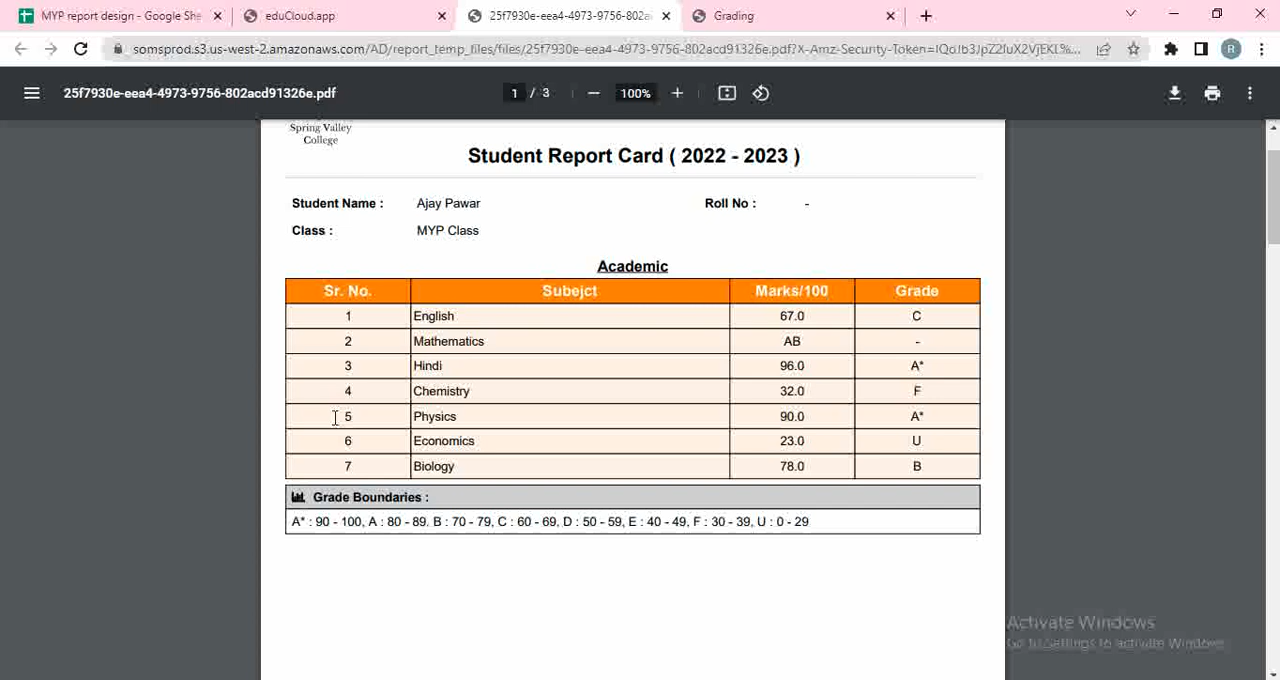 MYP report design - Google She
eduCloud.app
25f7930e-eea4-4973-9756-802a
Grading
somsprod.s3.us-west-2.amazonaws.com/AD/report_temp_files/files/25f7930e-eea4-4973-9756-802acd91326e.pdf?X-Amz-Security-Token=
R
25f7930e-eea4-4973-9756-802acd91326e.pdf
1 / 3
100%
Spring Valley
College
Student Report Card ( 2022 - 2023 )
Student Name : Ajay Pawar Roll No : -
Class : MYP Class
Academic
Sr. No. Subejct Marks/100 Grade
1 English 67.0 C
2 Mathematics AB -
3 Hindi 96.0 A*
4 Chemistry 32.0 F
5 Physics 90.0 A*
6 Economics 23.0 U
7 Biology 78.0 B
Grade Boundaries :
A* : 90 - 100, A : 80 - 89. B : 70 - 79, C : 60 - 69, D : 50 - 59, E : 40 - 49, F : 30 - 39, U : 0 - 29
Activate Windows
Go to Settings to activate Windows.